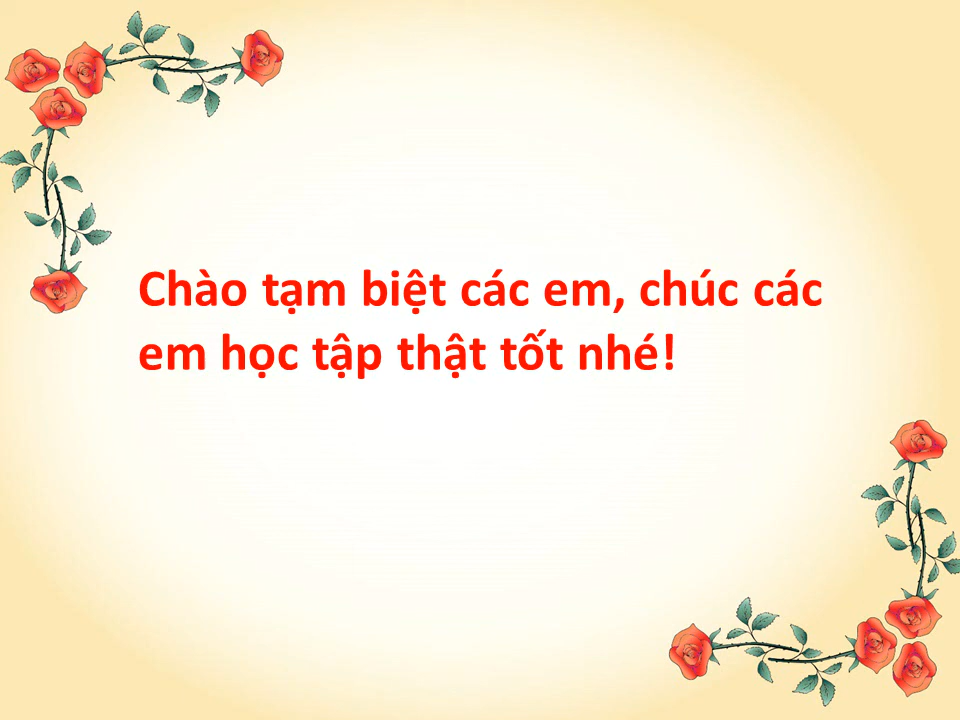 Chào tạm biệt các em, chúc các
em học tập thật tốt nhé!